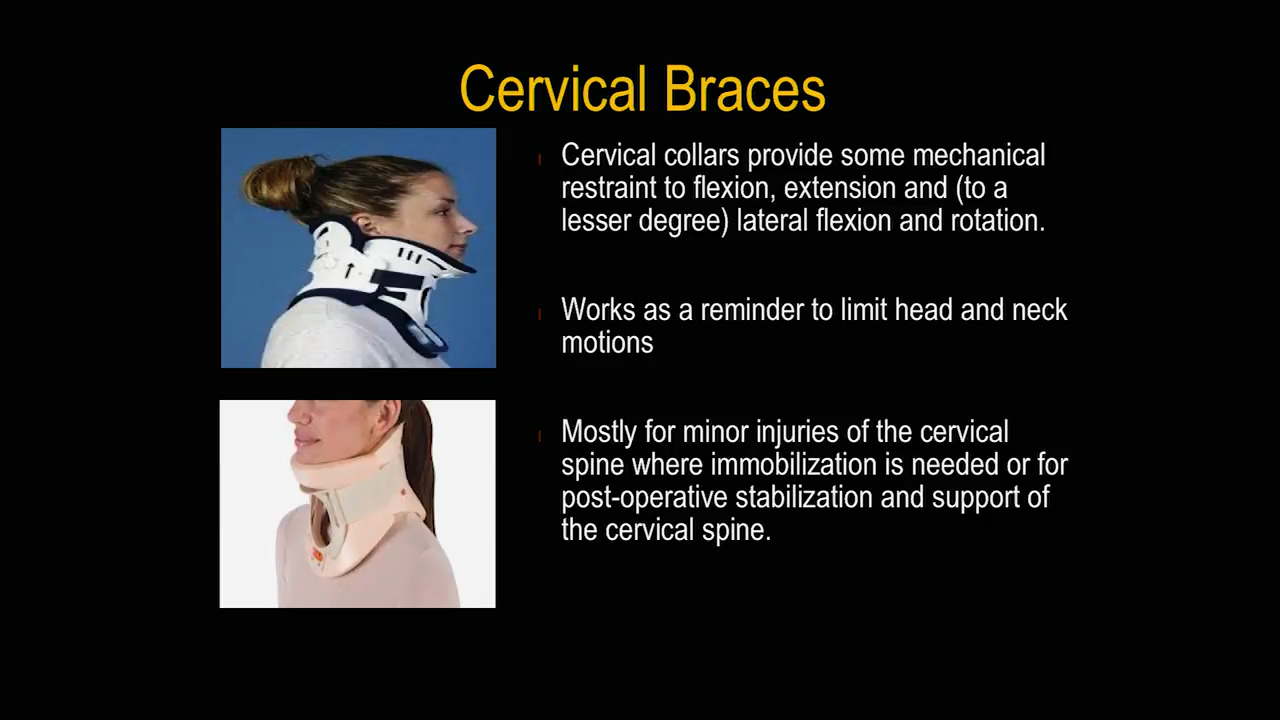 Cervical Braces
Cervical collars provide some mechanical
restraint to flexion, extension and (to a
lesser degree) lateral flexion and rotation.
Works as a reminder to limit head and neck
motions
Mostly for minor injuries of the cervical
spine where immobilization is needed or for
post-operative stabilization and support of
the cervical spine.